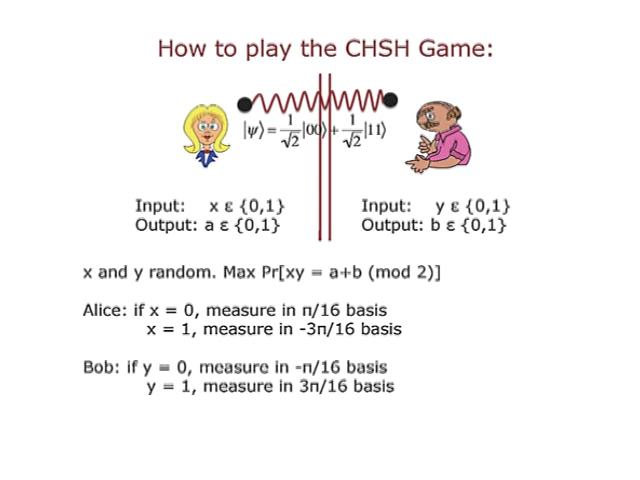 How to play the CHSH Game:
|ψ⟩ = 1/√2 |00⟩ + 1/√2 |11⟩
Input: x ε {0,1}
Output: a ε {0,1}
Input: y ε {0,1}
Output: b ε {0,1}
x and y random. Max Pr[xy = a+b (mod 2)]
Alice: if x = 0, measure in π/16 basis
x = 1, measure in -3π/16 basis
Bob: if y = 0, measure in -π/16 basis
y = 1, measure in 3π/16 basis